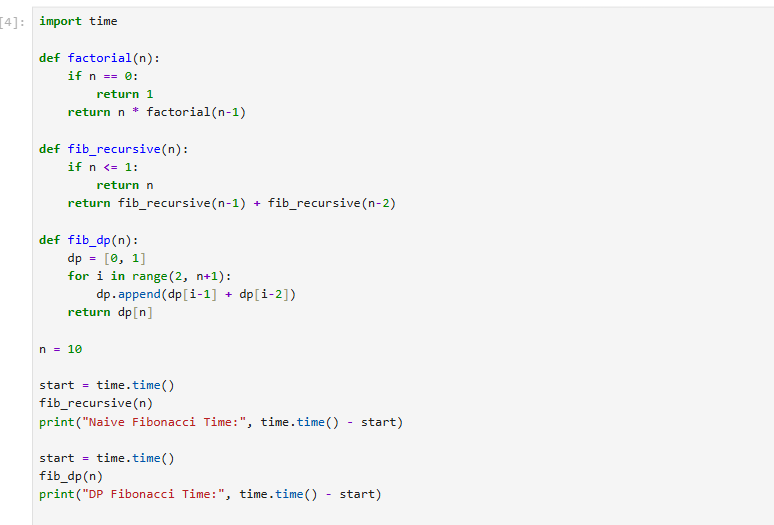 [4]:
import time

def factorial(n):
    if n == 0:
        return 1
    return n * factorial(n-1)

def fib_recursive(n):
    if n <= 1:
        return n
    return fib_recursive(n-1) + fib_recursive(n-2)

def fib_dp(n):
    dp = [0, 1]
    for i in range(2, n+1):
        dp.append(dp[i-1] + dp[i-2])
    return dp[n]

n = 10

start = time.time()
fib_recursive(n)
print("Naive Fibonacci Time:", time.time() - start)

start = time.time()
fib_dp(n)
print("DP Fibonacci Time:", time.time() - start)